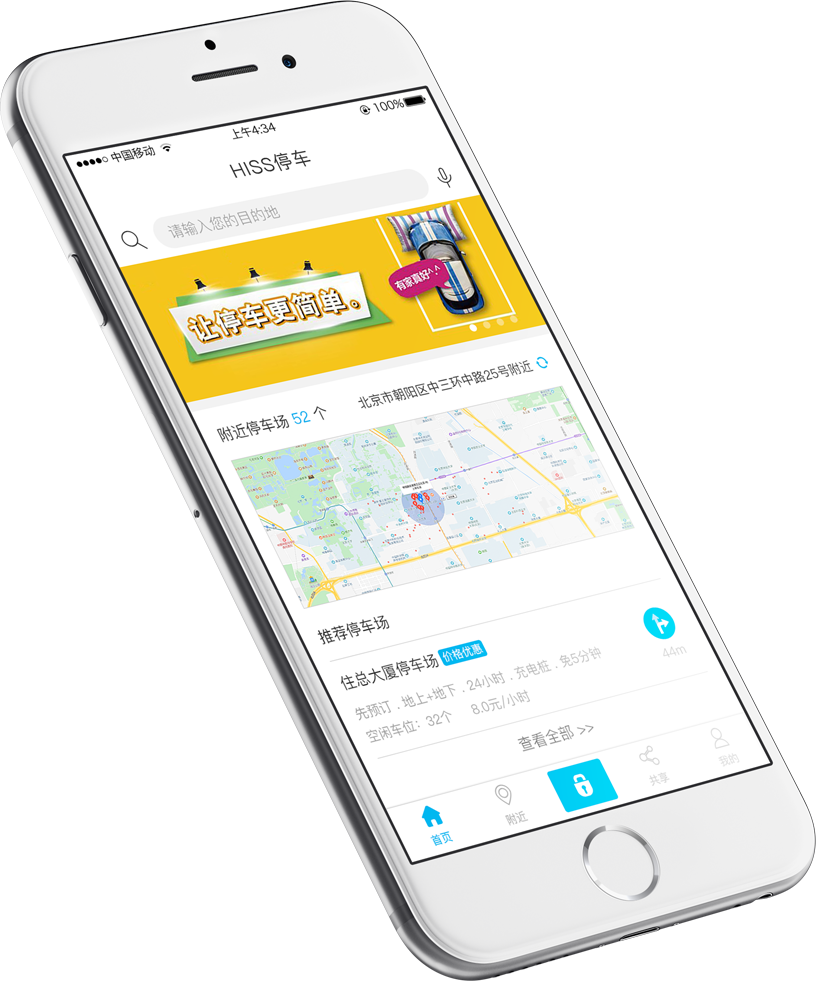 中国移动
上午4:34
100%
HISS停车
请输入您的目的地
让停车更简单。
有家真好^^
附近停车场 52 个
北京市朝阳区中三环中路25号附近
推荐停车场
住总大厦停车场 价格优惠
先预订 . 地上+地下 . 24小时 . 充电桩 . 免5分钟
44m
空闲车位：32个 8.0元/小时
查看全部 >>
首页
附近
共享
我的